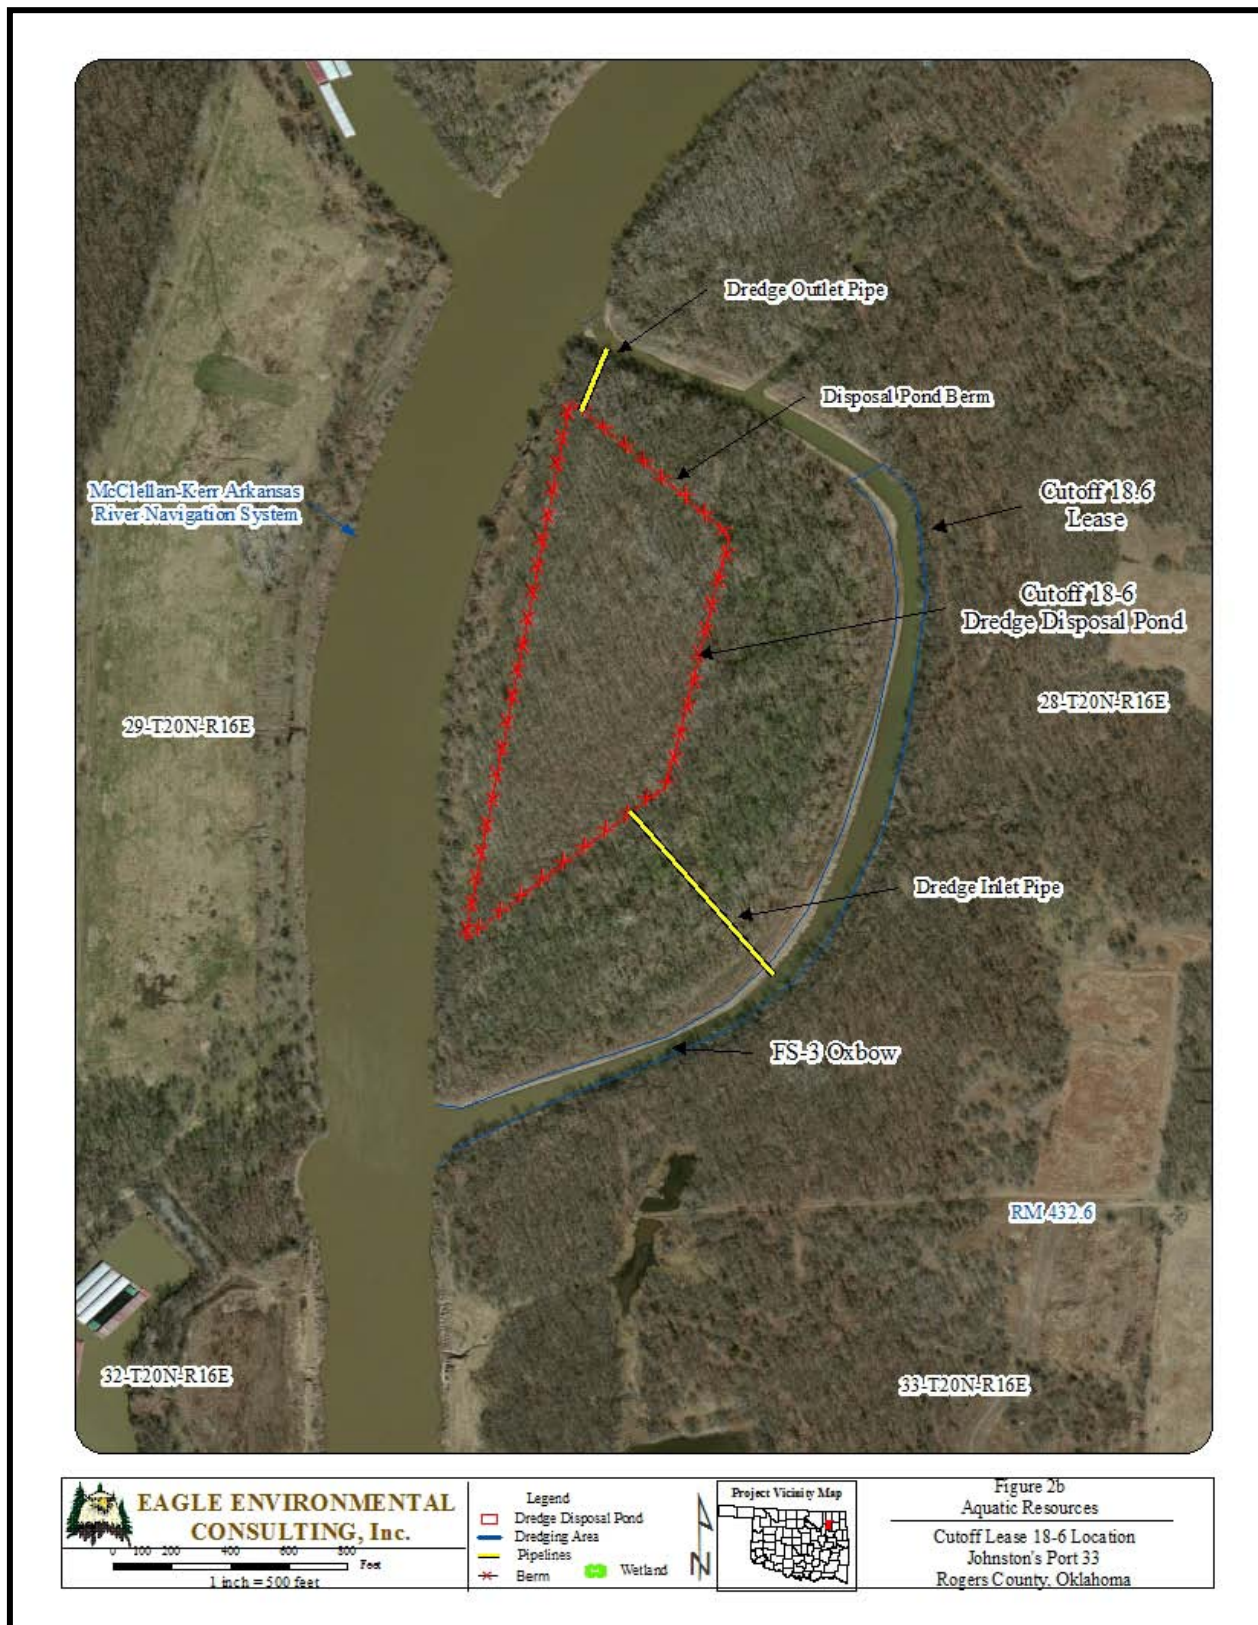 Dredge Outlet Pipe
Disposal Pond Berm
McClellan-Kerr Arkansas
River Navigation System
Cutoff 18.6
Lease
Cutoff 18-6
Dredge Disposal Pond
29-T20N-R16E
28-T20N-R16E
Dredge Inlet Pipe
FS-3 Oxbow
RM 432.6
32-T20N-R16E
33-T20N-R16E
EAGLE ENVIRONMENTAL
CONSULTING, Inc.
0 100 200 400 600 800
Feet
1 inch = 500 feet
Legend
Dredge Disposal Pond
Dredging Area
Pipelines
Berm
Wetland
N
Project Vicinity Map
Figure 2b
Aquatic Resources
Cutoff Lease 18-6 Location
Johnston's Port 33
Rogers County, Oklahoma